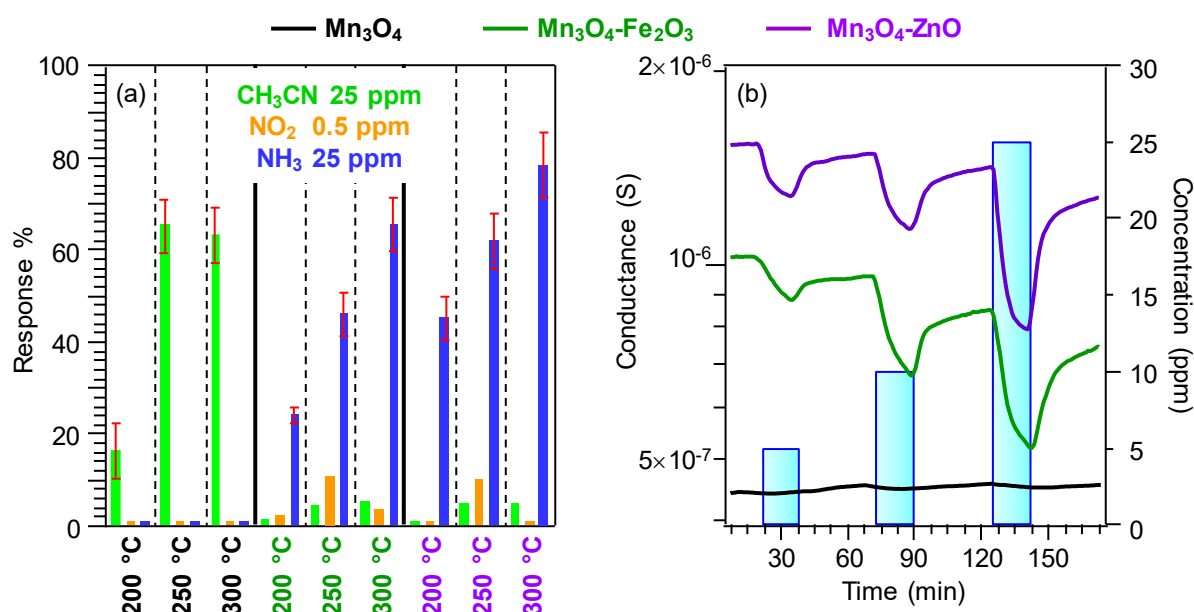 Mn₃O₄ Mn₃O₄-Fe₂O₃ Mn₃O₄-ZnO
(a)
CH₃CN 25 ppm
NO₂ 0.5 ppm
NH₃ 25 ppm
Response %
100
80
60
40
20
0
200 °C
250 °C
300 °C
200 °C
250 °C
300 °C
200 °C
250 °C
300 °C
(b)
Conductance (S)
2×10⁻⁶
10⁻⁶
5×10⁻⁷
30
60
90
120
150
Time (min)
30
25
20
15
10
5
0
Concentration (ppm)